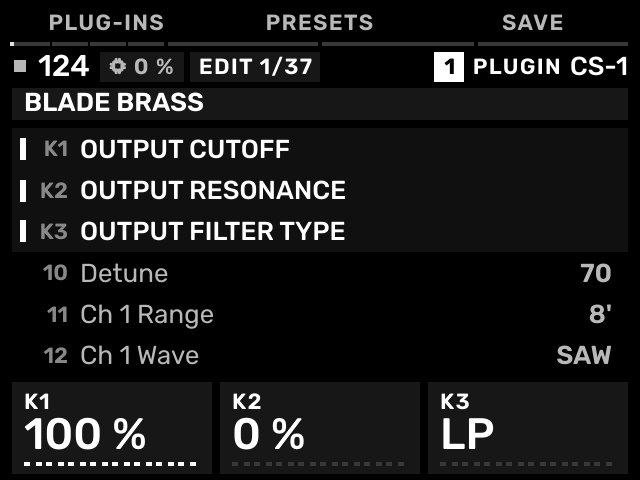 PLUG-INS PRESETS SAVE
124 0 % EDIT 1/37 1 PLUGIN CS-1
BLADE BRASS
K1 OUTPUT CUTOFF
K2 OUTPUT RESONANCE
K3 OUTPUT FILTER TYPE
10 Detune 70
11 Ch 1 Range 8'
12 Ch 1 Wave SAW
K1 K2 K3
100 % 0 % LP